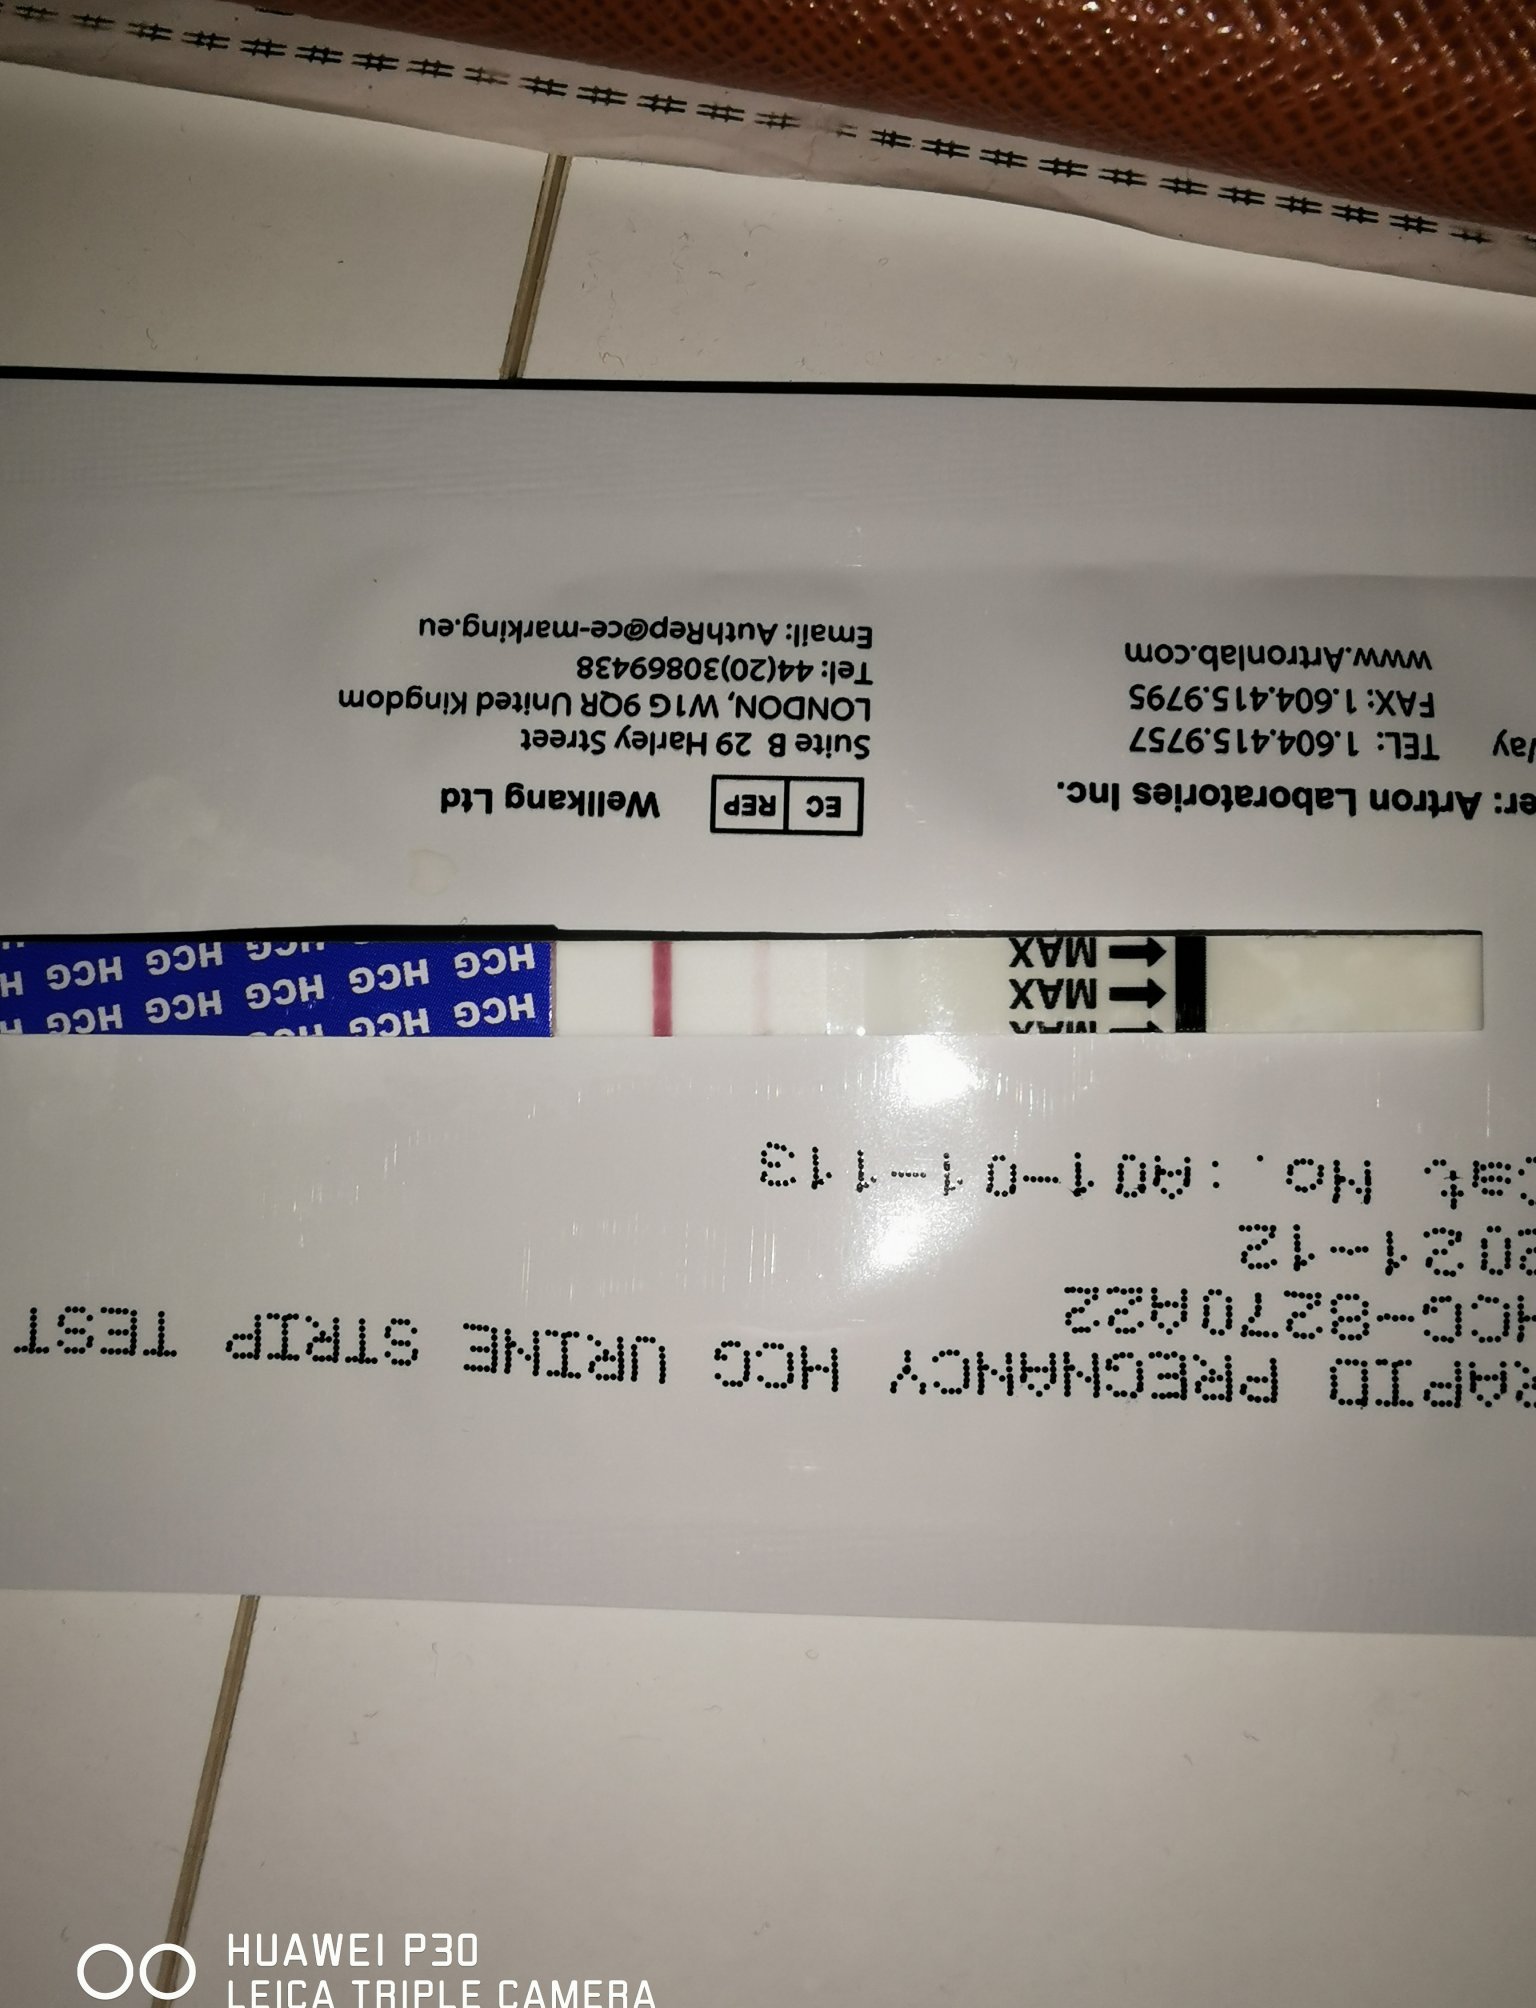 RAPID PREGNANCY HCG URINE STRIP TEST
HCG-8270A22
2021-12
Cat. No. :A01-01-113
MAX
MAX
MAX
HCG HCG HCG HCG HCG
HCG HCG HCG HCG HCG
er: Artron Laboratories Inc.
TEL: 1.604.415.9757
FAX: 1.604.415.9795
www.Artronlab.com
EC REP Wellkang Ltd
Suite B 29 Harley Street
LONDON, W1G 9QR United Kingdom
Tel: 44(20)30869438
Email: AuthRep@ce-marking.eu
HUAWEI P30
LEICA TRIPLE CAMERA